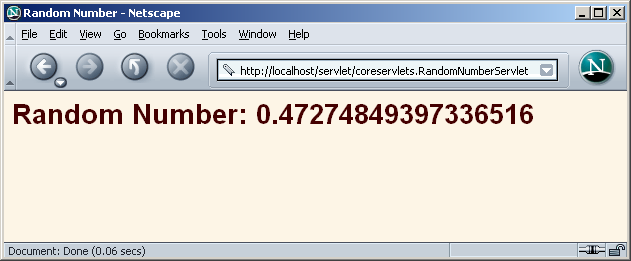 Random Number - Netscape
File Edit View Go Bookmarks Tools Window Help
http://localhost/servlet/coreservlets.RandomNumberServlet
N
Random Number: 0.47274849397336516
Document: Done (0.06 secs)